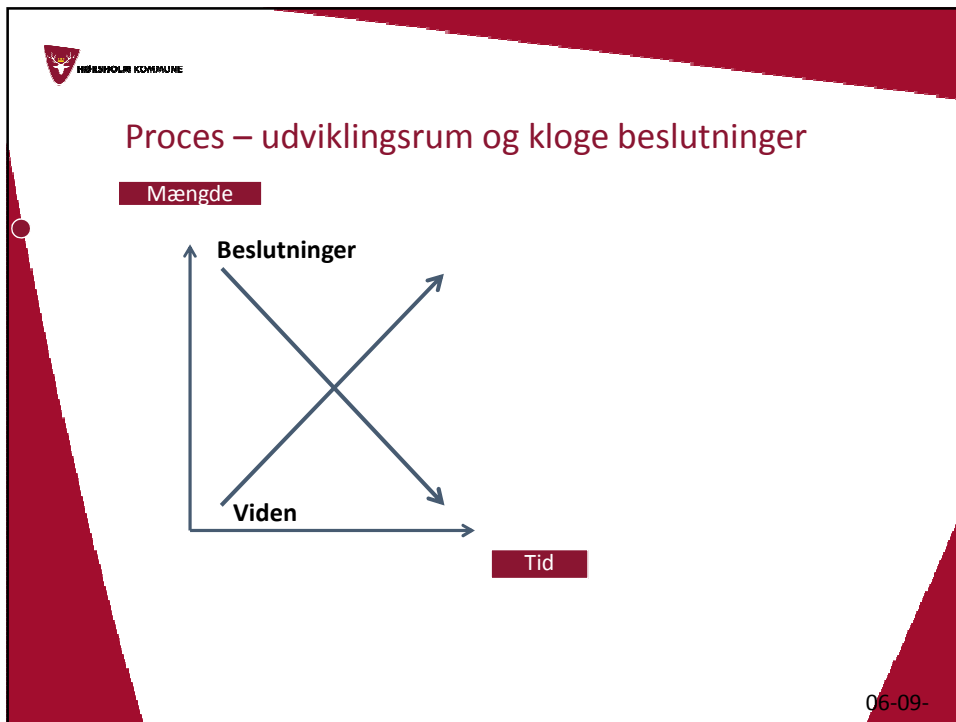 HØRSHOLM KOMMUNE
Proces – udviklingsrum og kloge beslutninger
Mængde
Beslutninger
Viden
Tid
06-09-